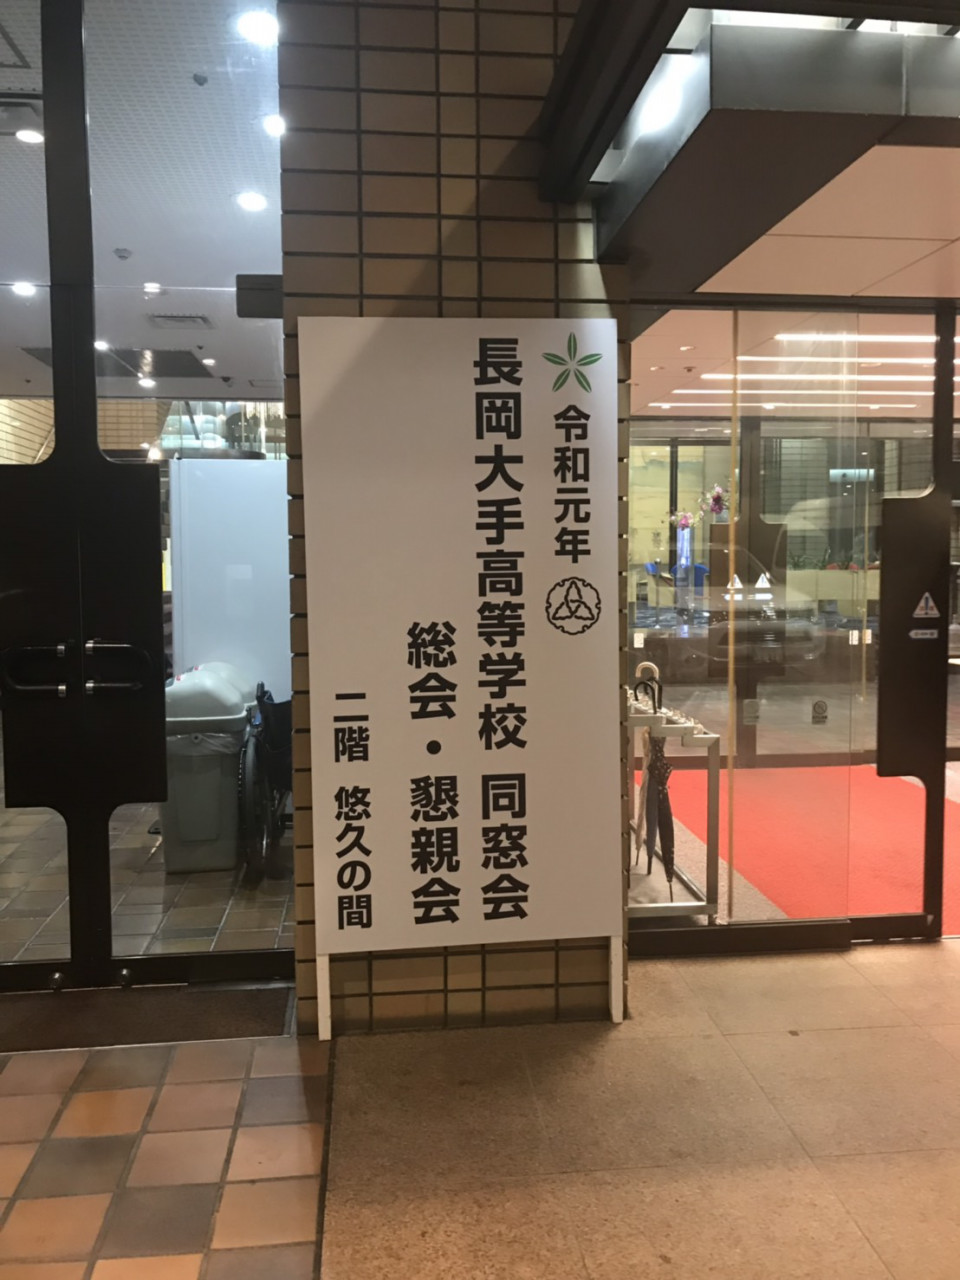 令和元年
長岡大手高等学校 同窓会
総会・懇親会
二階 悠久の間